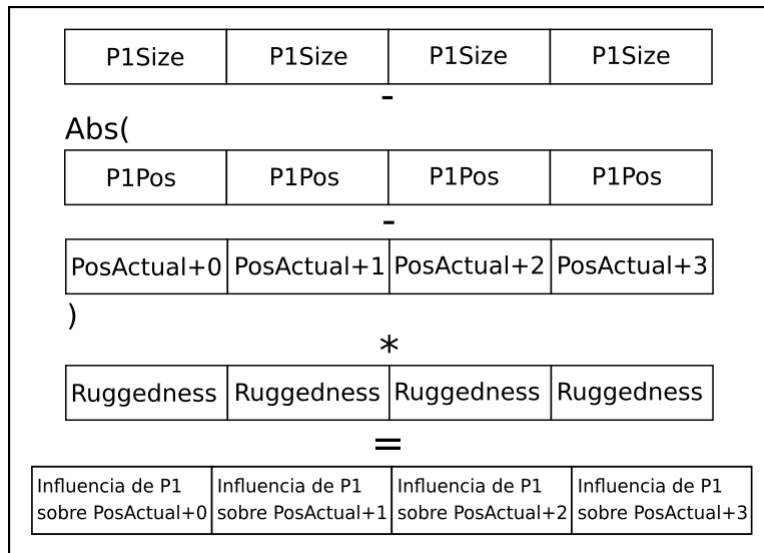 P1Size P1Size P1Size P1Size
-
Abs(
P1Pos P1Pos P1Pos P1Pos
-
PosActual+0 PosActual+1 PosActual+2 PosActual+3
)
*
Ruggedness Ruggedness Ruggedness Ruggedness
=
Influencia de P1 Influencia de P1 Influencia de P1 Influencia de P1
sobre PosActual+0 sobre PosActual+1 sobre PosActual+2 sobre PosActual+3